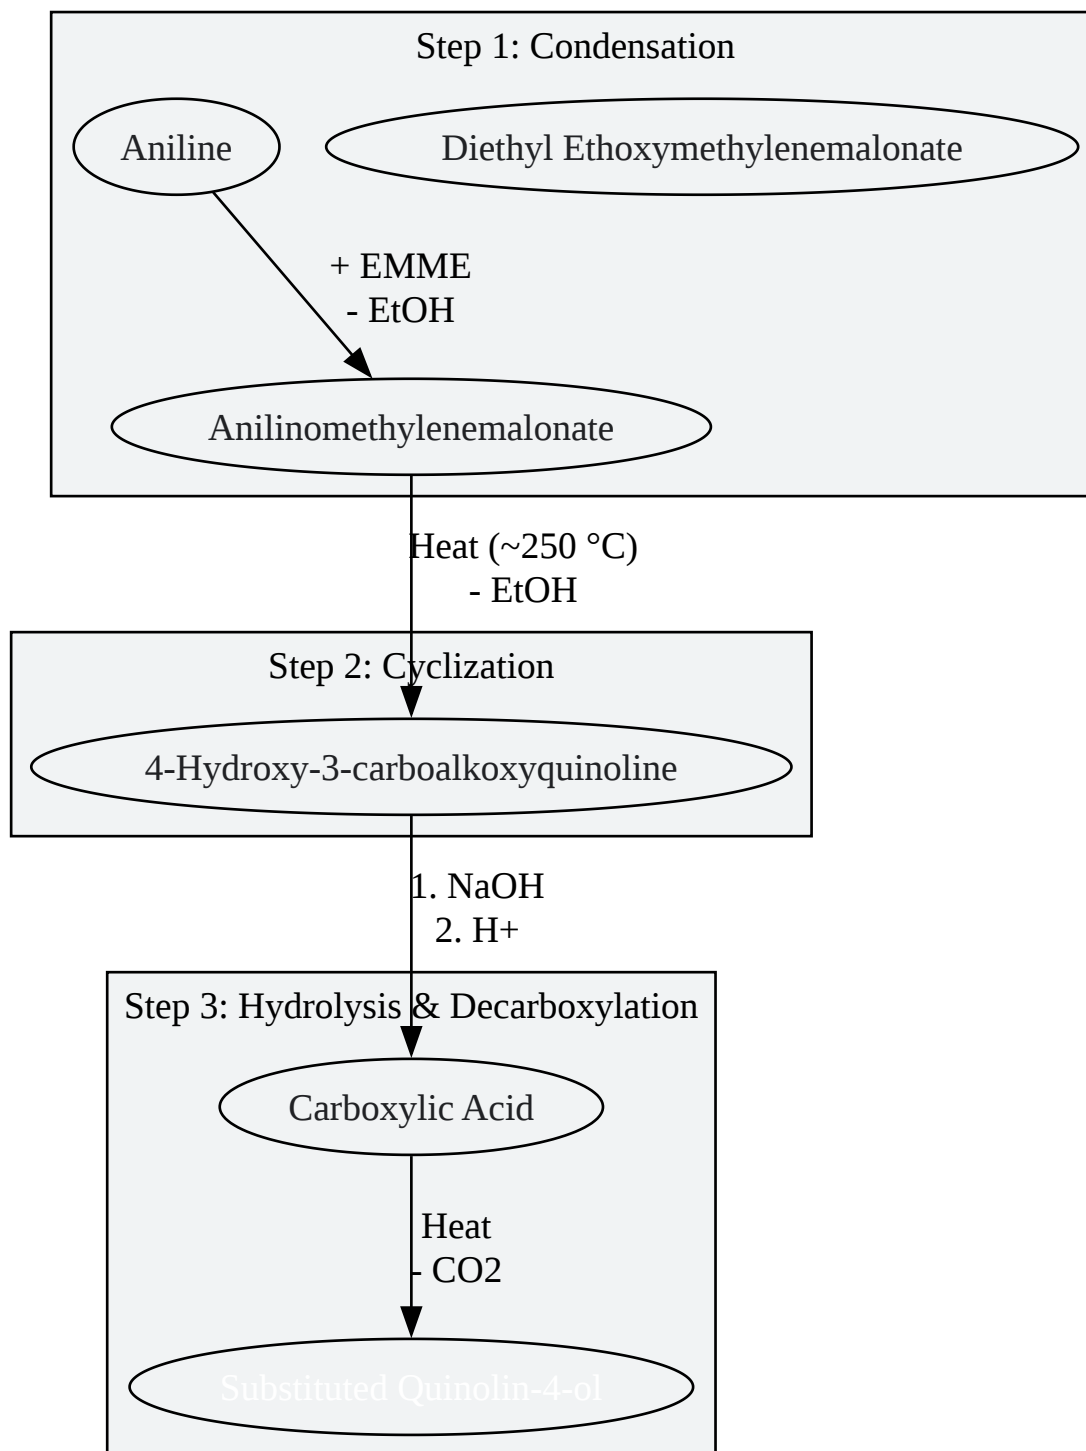 Step 1: Condensation
Aniline
Diethyl Ethoxymethylenemalonate
+ EMME
- EtOH
Anilinomethylenemalonate
Heat (~250 °C)
- EtOH
Step 2: Cyclization
4-Hydroxy-3-carboalkoxyquinoline
1. NaOH
2. H+
Step 3: Hydrolysis & Decarboxylation
Carboxylic Acid
Heat
- CO2
Substituted Quinolin-4-ol